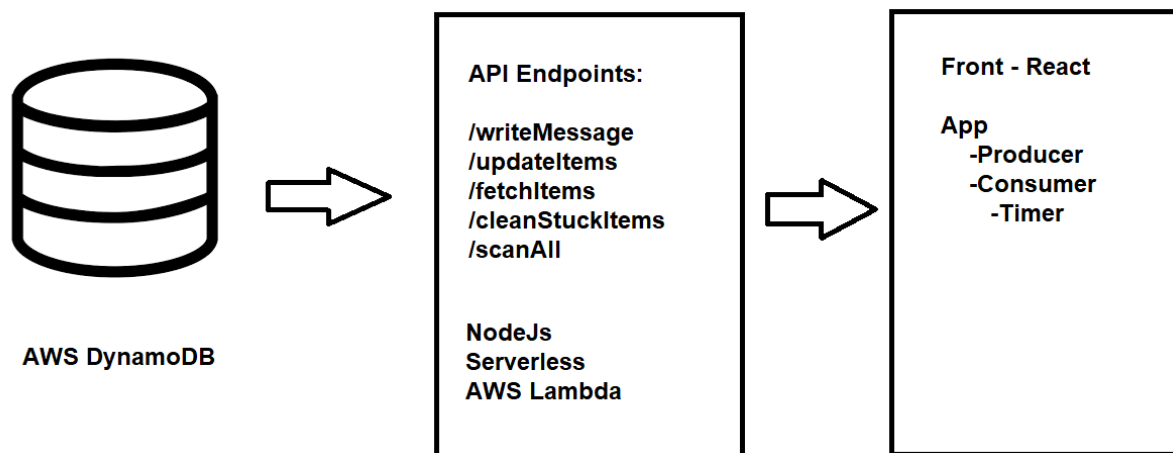 AWS DynamoDB
API Endpoints:
/writeMessage
/updateItems
/fetchItems
/cleanStuckItems
/scanAll
NodeJs
Serverless
AWS Lambda
Front - React
App
-Producer
-Consumer
-Timer